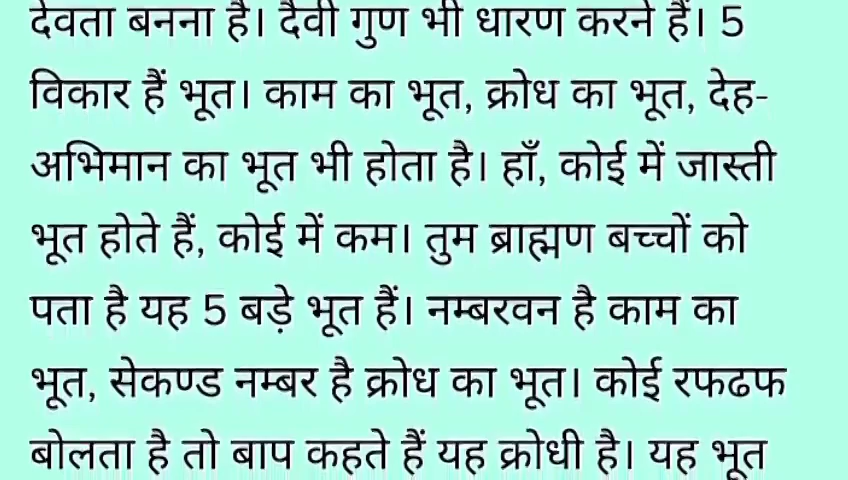 देवता बनना है। दैवी गुण भी धारण करने हैं। 5
विकार हैं भूत। काम का भूत, क्रोध का भूत, देह-
अभिमान का भूत भी होता है। हाँ, कोई में जास्ती
भूत होते हैं, कोई में कम। तुम ब्राह्मण बच्चों को
पता है यह 5 बड़े भूत हैं। नम्बरवन है काम का
भूत, सेकण्ड नम्बर है क्रोध का भूत। कोई रफढफ
बोलता है तो बाप कहते हैं यह क्रोधी है। यह भूत